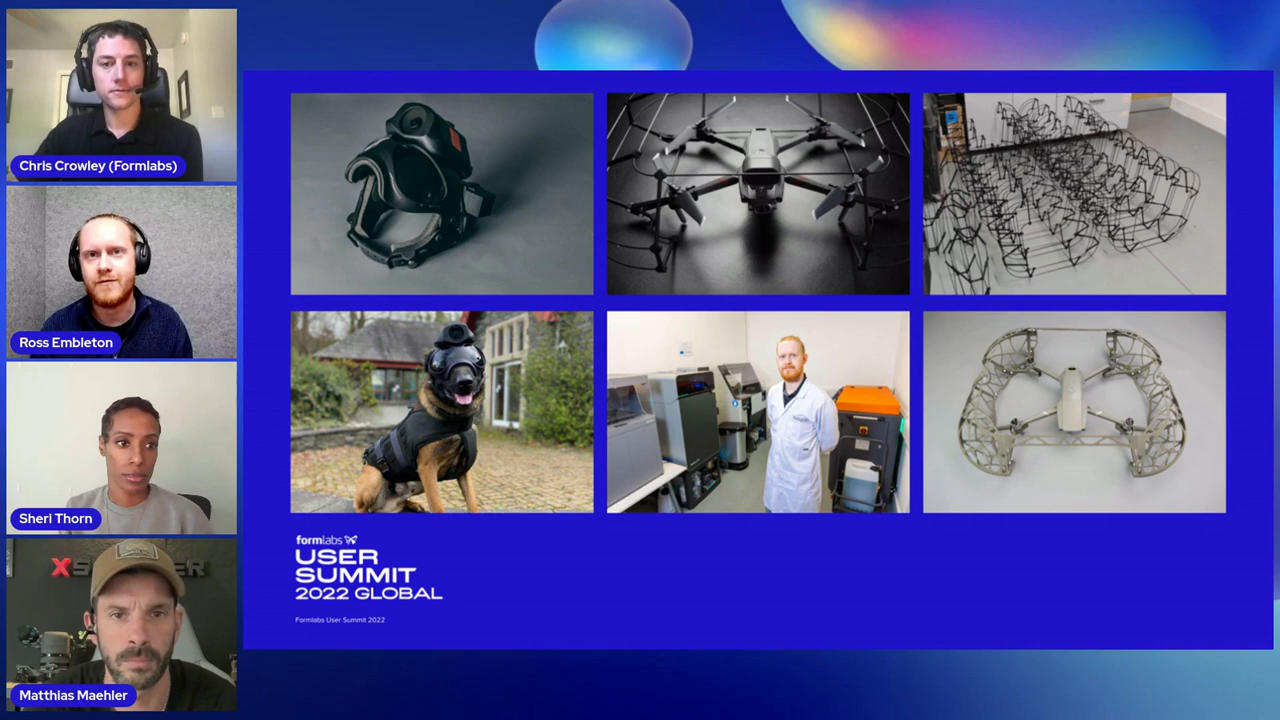 Chris Crowley (Formlabs)
Ross Embleton
Sheri Thorn
Matthias Maehler
formlabs
USER
SUMMIT
2022 GLOBAL
Formlabs User Summit 2022